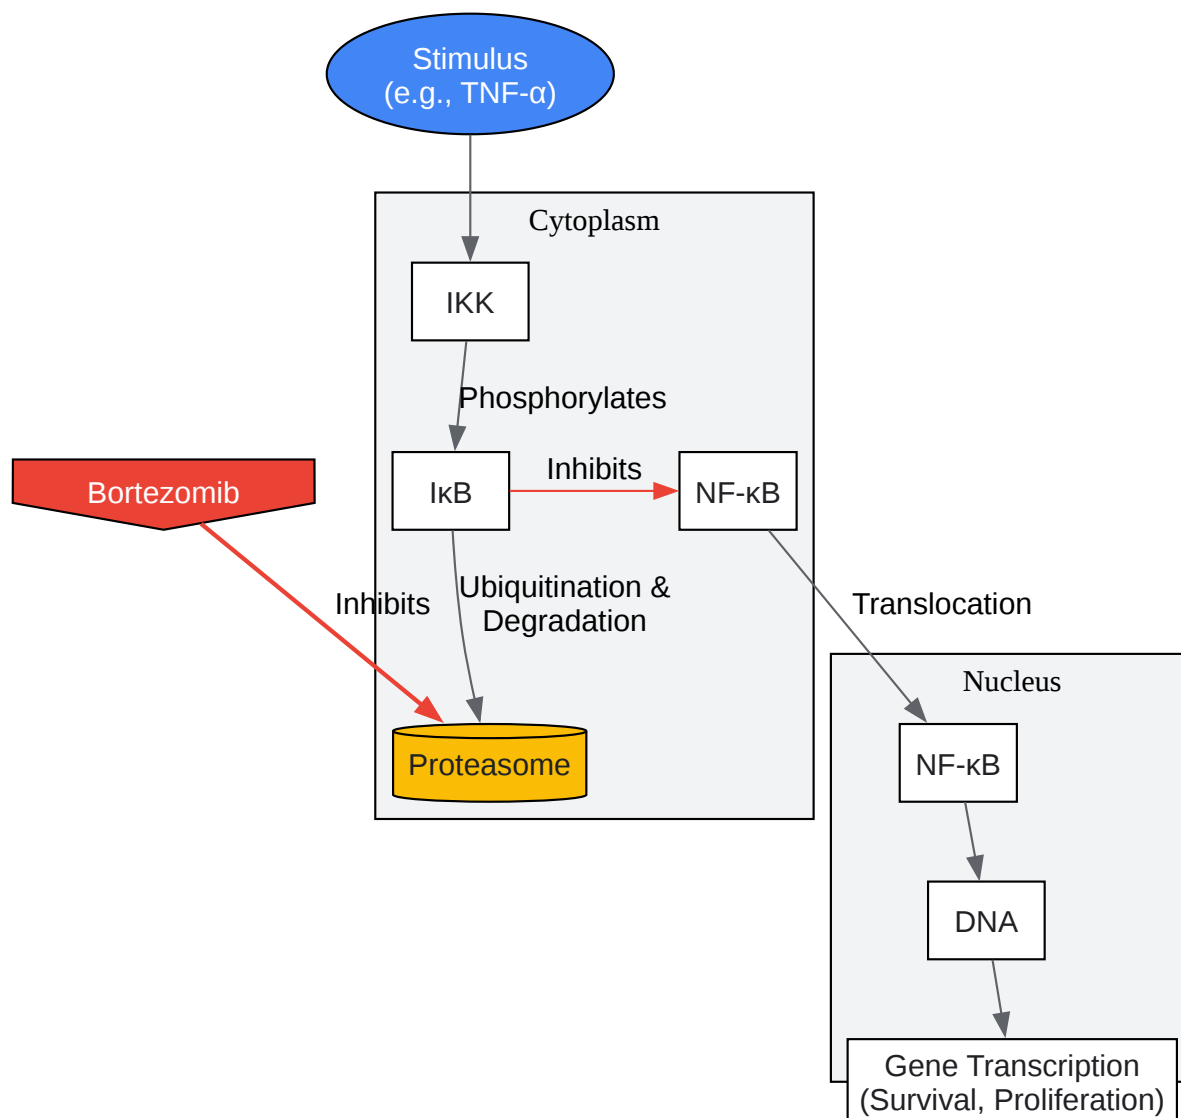 Stimulus
(e.g., TNF-α)
Cytoplasm
IKK
Phosphorylates
Bortezomib
IκB
Inhibits
NF-κB
Inhibits
Ubiquitination &
Degradation
Translocation
Nucleus
Proteasome
NF-κB
DNA
Gene Transcription
(Survival, Proliferation)